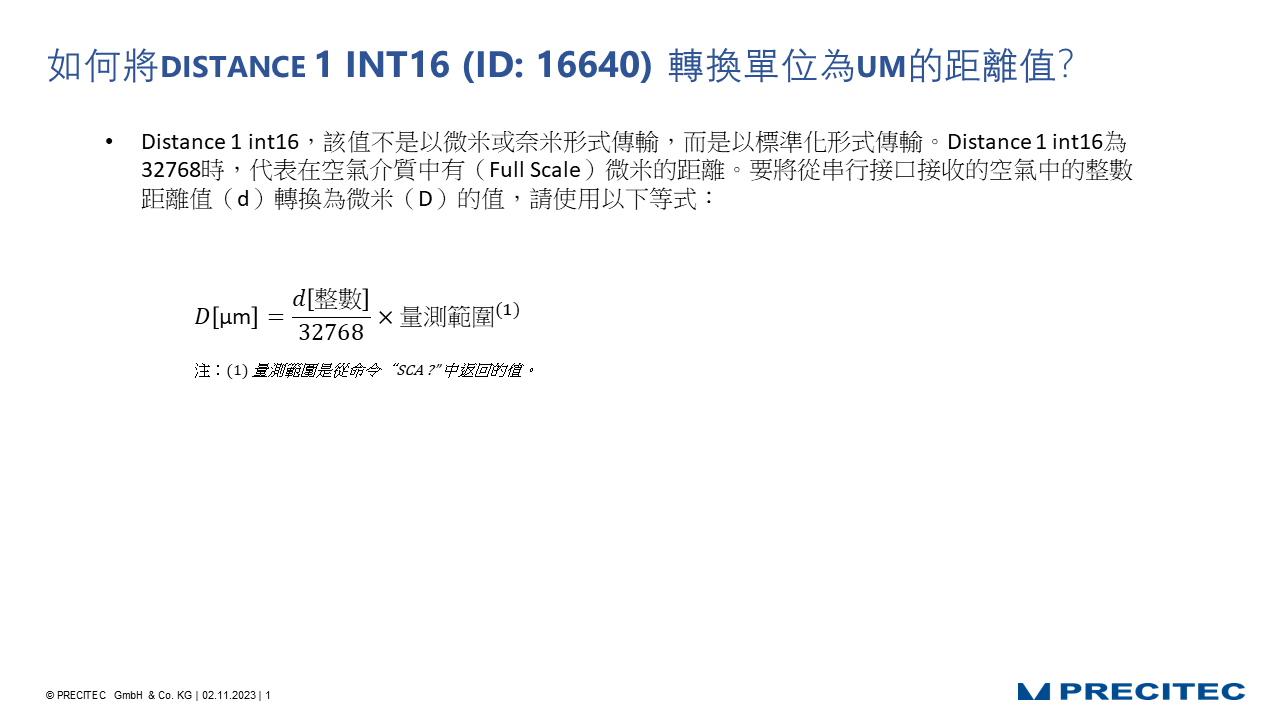 如何將DISTANCE 1 INT16 (ID: 16640) 轉換單位為UM的距離值?
• Distance 1 int16，該值不是以微米或奈米形式傳輸，而是以標準化形式傳輸。Distance 1 int16為
32768時，代表在空氣介質中有（Full Scale）微米的距離。要將從串行接口接收的空氣中的整數
距離值（d）轉換為微米（D）的值，請使用以下等式：
D[μm] = d[整數]/32768 × 量測範圍(1)
注：(1) 量測範圍是從命令“SCA ?”中返回的值。
© PRECITEC GmbH & Co. KG | 02.11.2023 | 1
PRECITEC